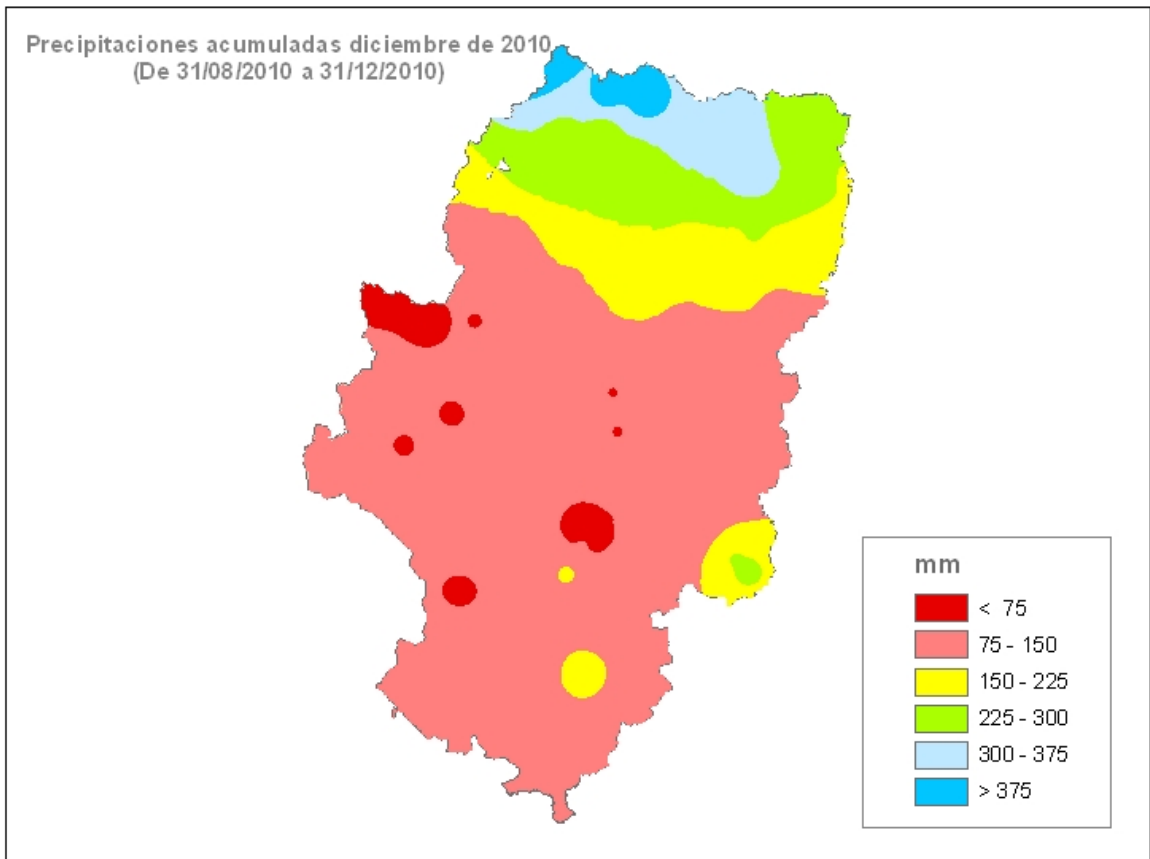 Precipitaciones acumuladas diciembre de 2010
(De 31/08/2010 a 31/12/2010)
mm
< 75
75 - 150
150 - 225
225 - 300
300 - 375
> 375